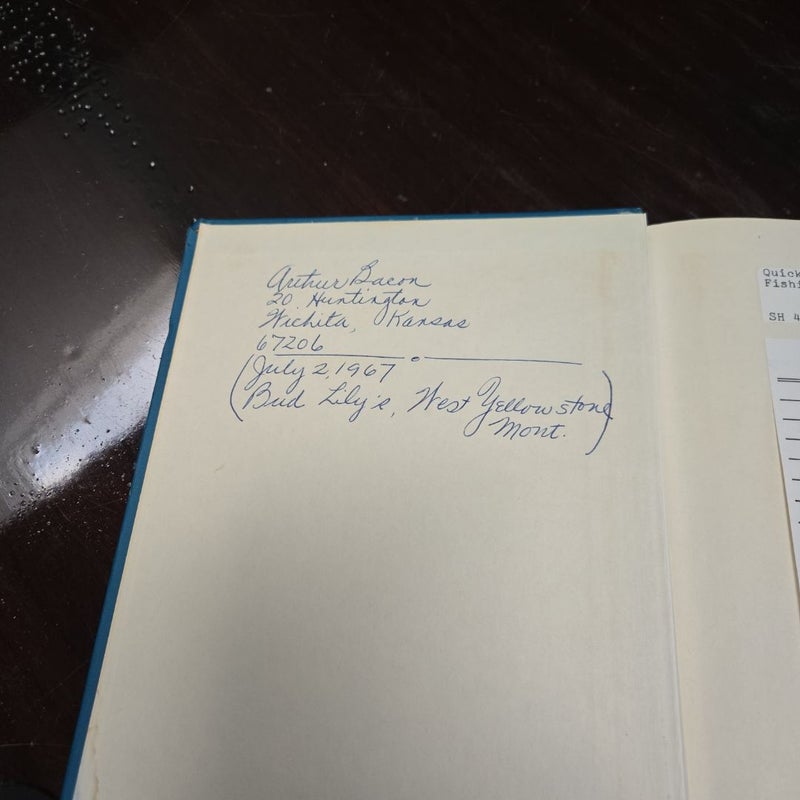 Arthur Bacon
20 Huntington
Wichita, Kansas
67206
(July 2, 1967
Bud Lily's, West Yellowstone
Mont.)
Quick
Fishi
SH 4